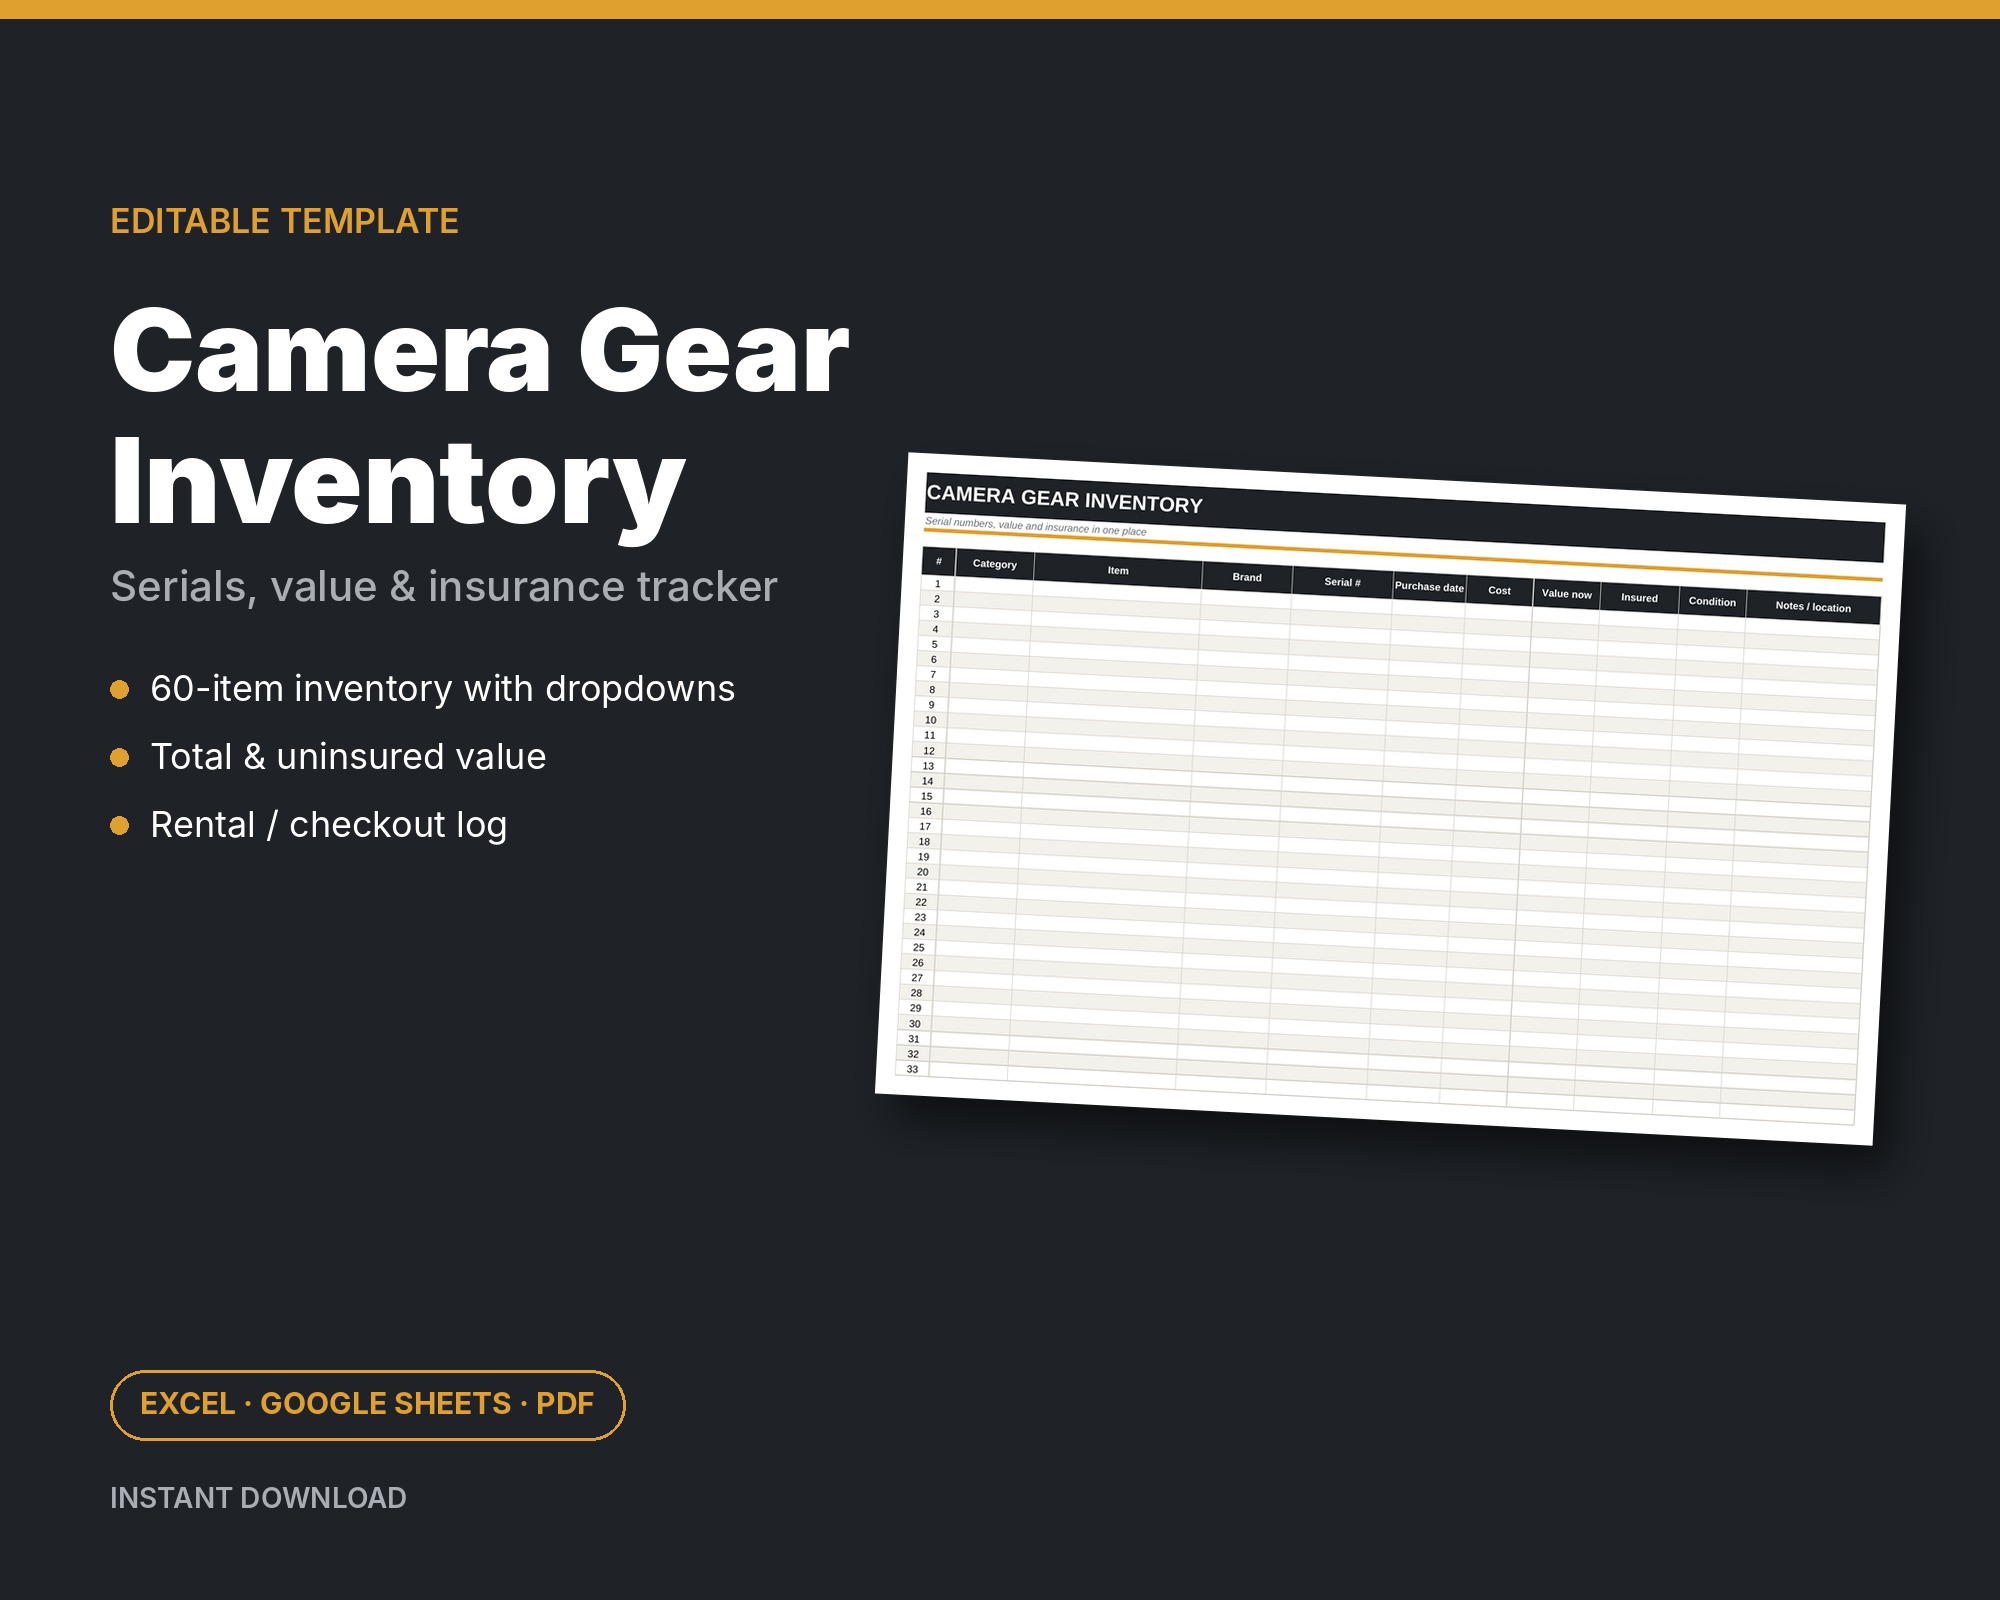 EDITABLE TEMPLATE
Camera Gear
Inventory
Serials, value & insurance tracker
60-item inventory with dropdowns
Total & uninsured value
Rental / checkout log
EXCEL · GOOGLE SHEETS · PDF
INSTANT DOWNLOAD
CAMERA GEAR INVENTORY
Serial numbers, value and insurance in one place
# Category Item Brand Serial # Purchase date Cost Value now Insured Condition Notes / location
1
2
3
4
5
6
7
8
9
10
11
12
13
14
15
16
17
18
19
20
21
22
23
24
25
26
27
28
29
30
31
32
33